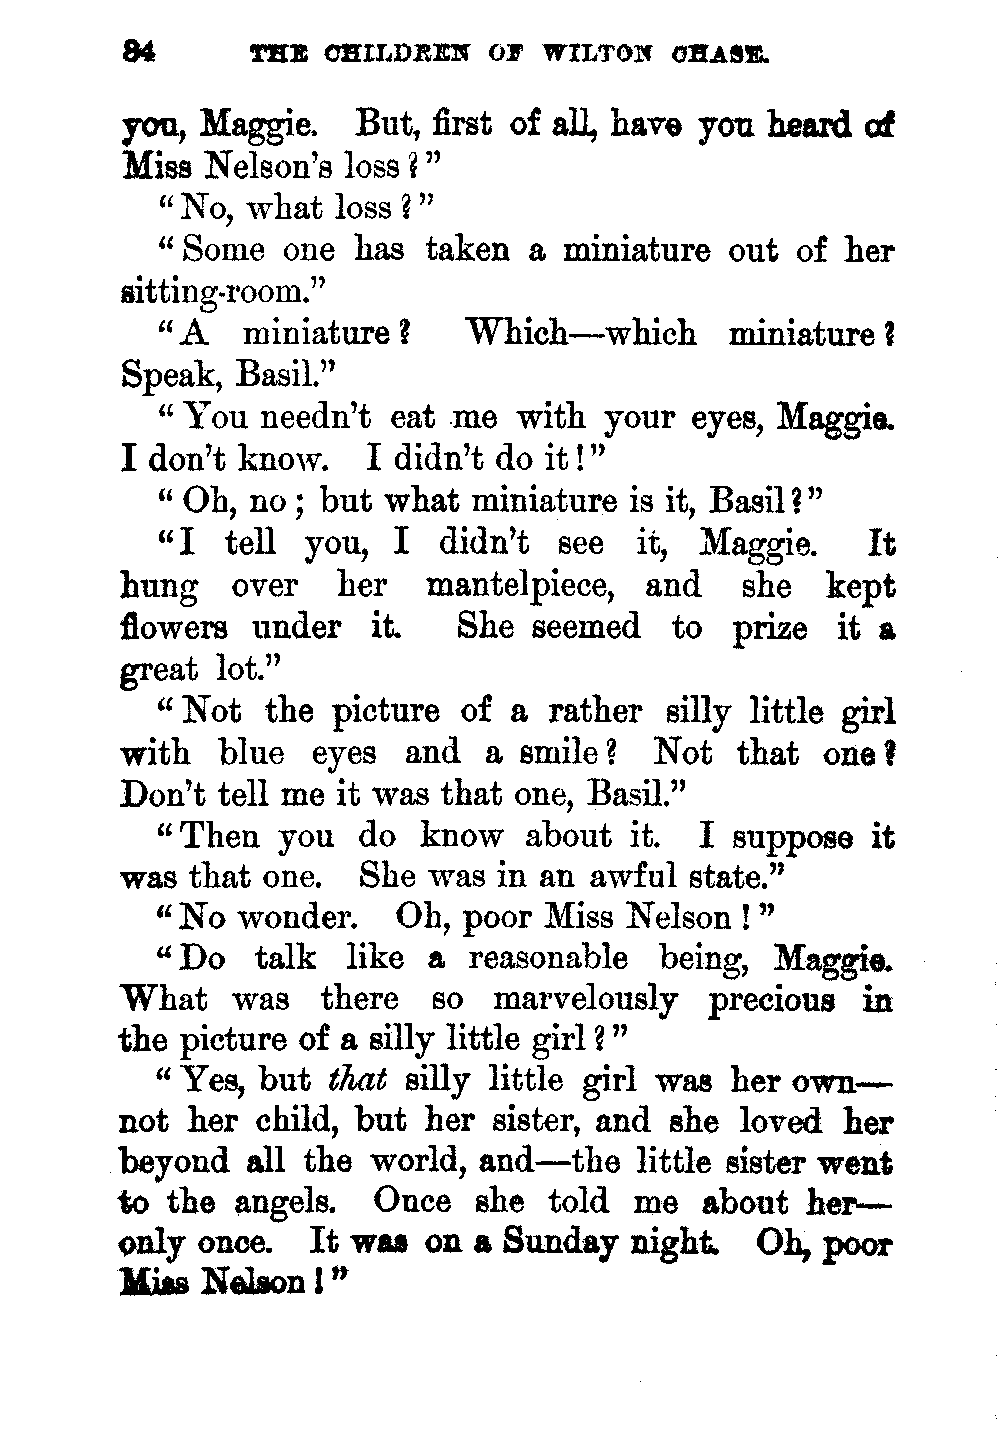 84 THE CHILDREN OF WILTON CHASE.
you, Maggie. But, first of all, have you heard of
Miss Nelson's loss?"
"No, what loss?"
"Some one has taken a miniature out of her
sitting-room."
"A miniature? Which—which miniature?
Speak, Basil."
"You needn't eat me with your eyes, Maggie.
I don't know. I didn't do it!"
"Oh, no; but what miniature is it, Basil?"
"I tell you, I didn't see it, Maggie. It
hung over her mantelpiece, and she kept
flowers under it. She seemed to prize it a
great lot."
"Not the picture of a rather silly little girl
with blue eyes and a smile? Not that one?
Don't tell me it was that one, Basil."
"Then you do know about it. I suppose it
was that one. She was in an awful state."
"No wonder. Oh, poor Miss Nelson!"
"Do talk like a reasonable being, Maggie.
What was there so marvelously precious in
the picture of a silly little girl?"
"Yes, but that silly little girl was her own—
not her child, but her sister, and she loved her
beyond all the world, and—the little sister went
to the angels. Once she told me about her—
only once. It was on a Sunday night. Oh, poor
Miss Nelson!"